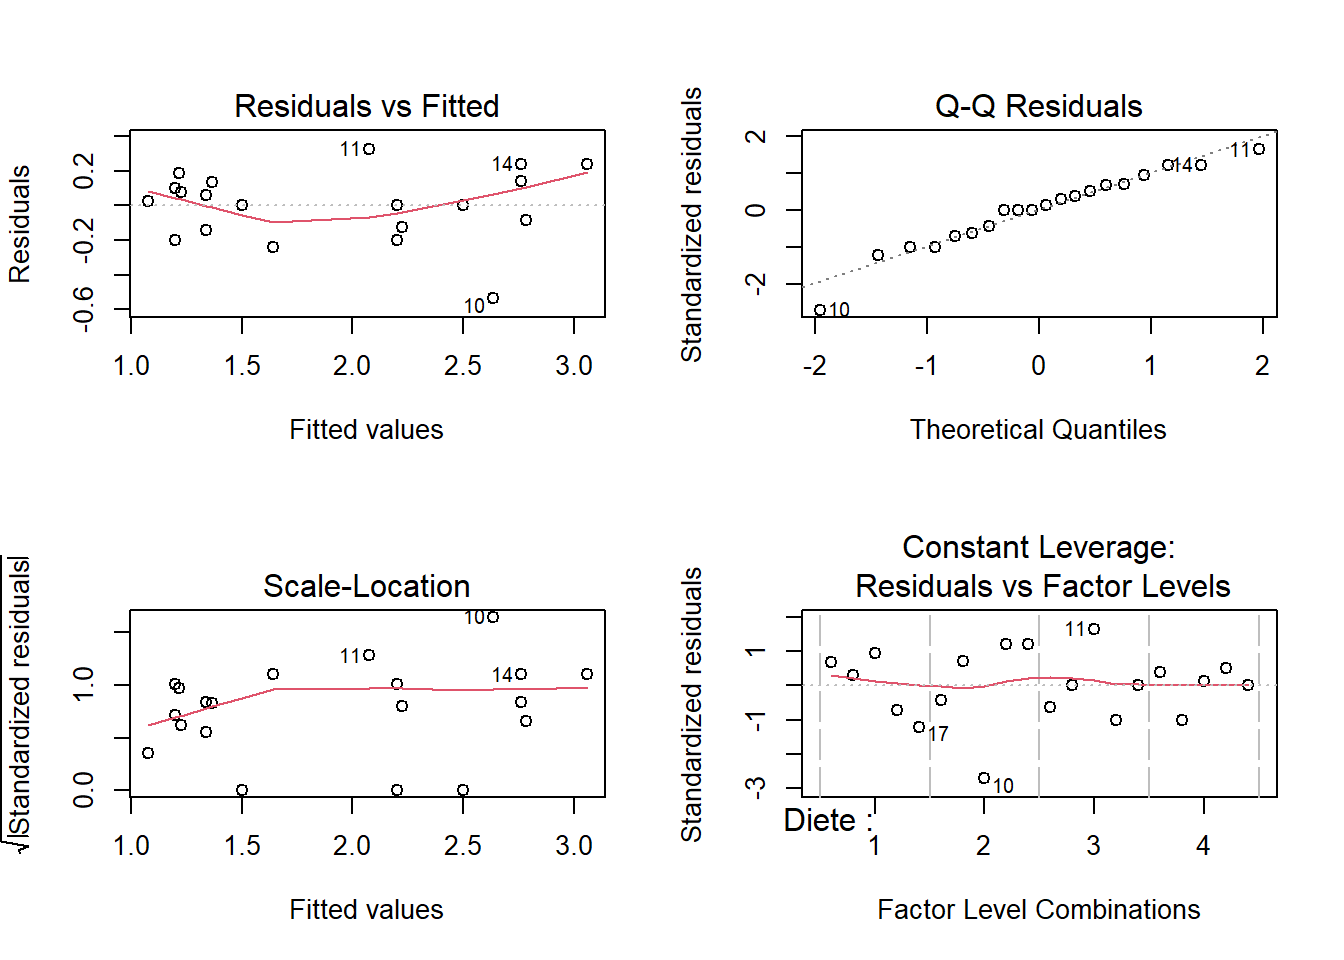 Residuals vs Fitted
Residuals
0.2
-0.2
-0.6
11
14
10
1.0 1.5 2.0 2.5 3.0
Fitted values
Q-Q Residuals
Standardized residuals
2
0
-2
10
14
11
-2 -1 0 1 2
Theoretical Quantiles
Scale-Location
√|Standardized residuals|
1.0
0.0
10
11
14
1.0 1.5 2.0 2.5 3.0
Fitted values
Constant Leverage:
Residuals vs Factor Levels
Standardized residuals
1
-1
-3
11
17
10
Diete :
1 2 3 4
Factor Level Combinations